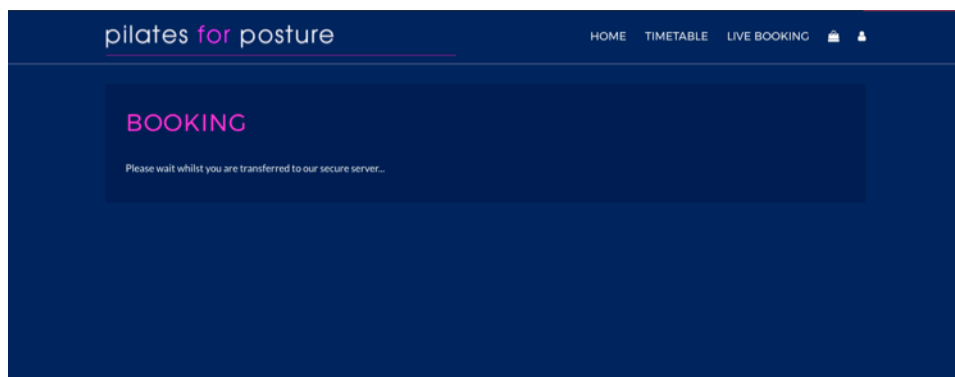 pilates for posture
HOME TIMETABLE LIVE BOOKING
BOOKING
Please wait whilst you are transferred to our secure server...